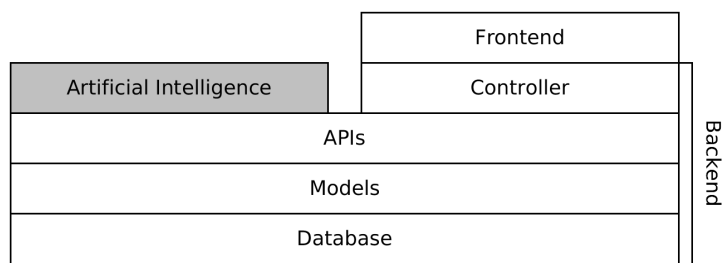 Frontend
Artificial Intelligence
Controller
APIs
Models
Database
Backend